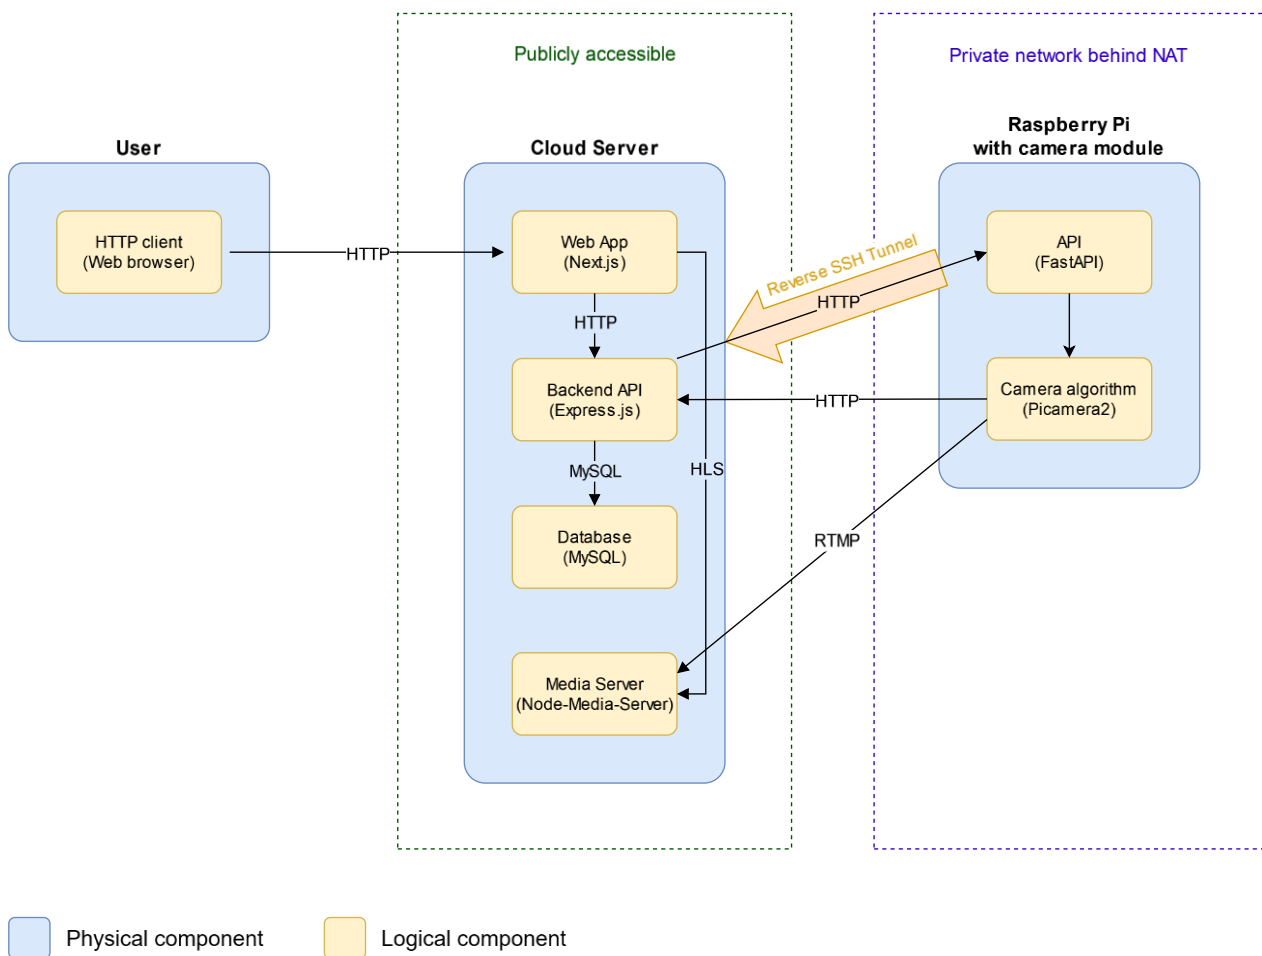 Publicly accessible
Private network behind NAT
User
Cloud Server
Raspberry Pi
with camera module
HTTP client
(Web browser)
HTTP
Web App
(Next.js)
Reverse SSH Tunnel
HTTP
API
(FastAPI)
HTTP
Backend API
(Express.js)
HTTP
Camera algorithm
(Picamera2)
MySQL
HLS
Database
(MySQL)
RTMP
Media Server
(Node-Media-Server)
Physical component
Logical component